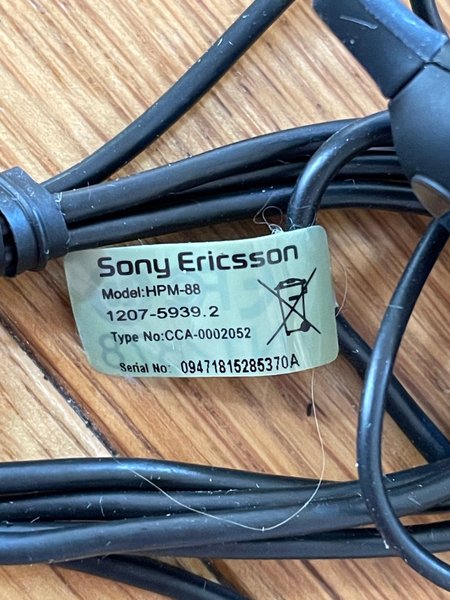 Sony Ericsson
Model:HPM-88
1207-5939.2
Type No:CCA-0002052
Serial No: 09471815285370A